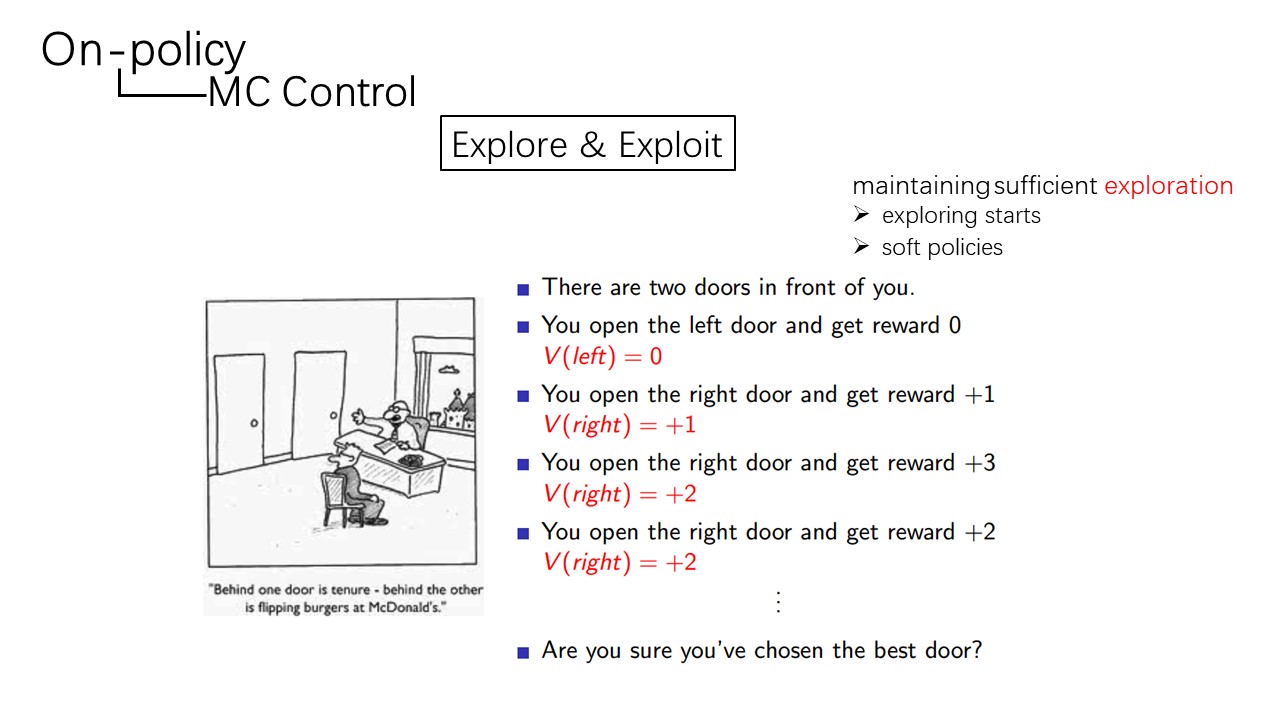 On-policy
MC Control
Explore & Exploit
maintaining sufficient exploration
➢ exploring starts
➢ soft policies
■ There are two doors in front of you.
■ You open the left door and get reward 0
V(left) = 0
■ You open the right door and get reward +1
V(right) = +1
■ You open the right door and get reward +3
V(right) = +2
■ You open the right door and get reward +2
V(right) = +2
⋮
■ Are you sure you've chosen the best door?
"Behind one door is tenure - behind the other
is flipping burgers at McDonald's."